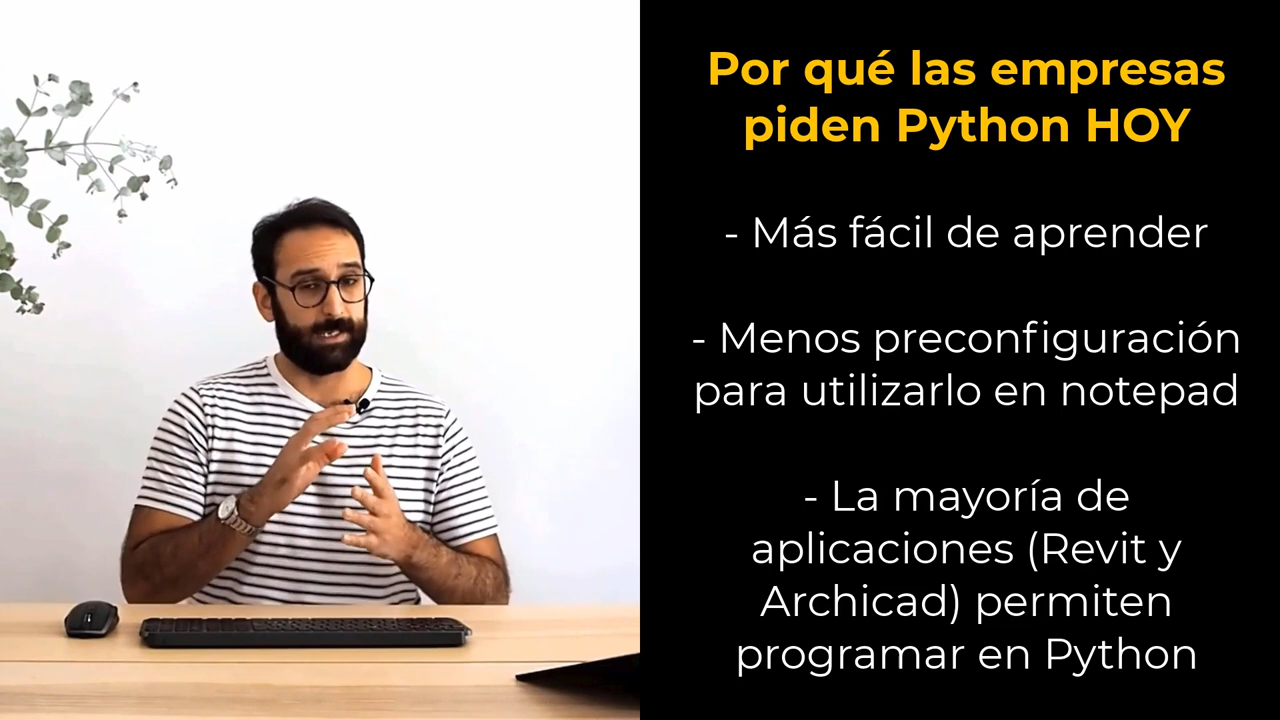 Por qué las empresas
piden Python HOY
- Más fácil de aprender
- Menos preconfiguración
para utilizarlo en notepad
- La mayoría de
aplicaciones (Revit y
Archicad) permiten
programar en Python